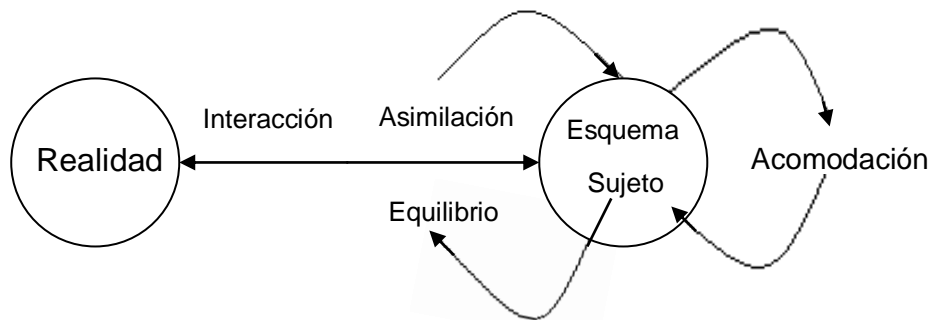 Interacción
Asimilación
Realidad
Esquema
Sujeto
Acomodación
Equilibrio